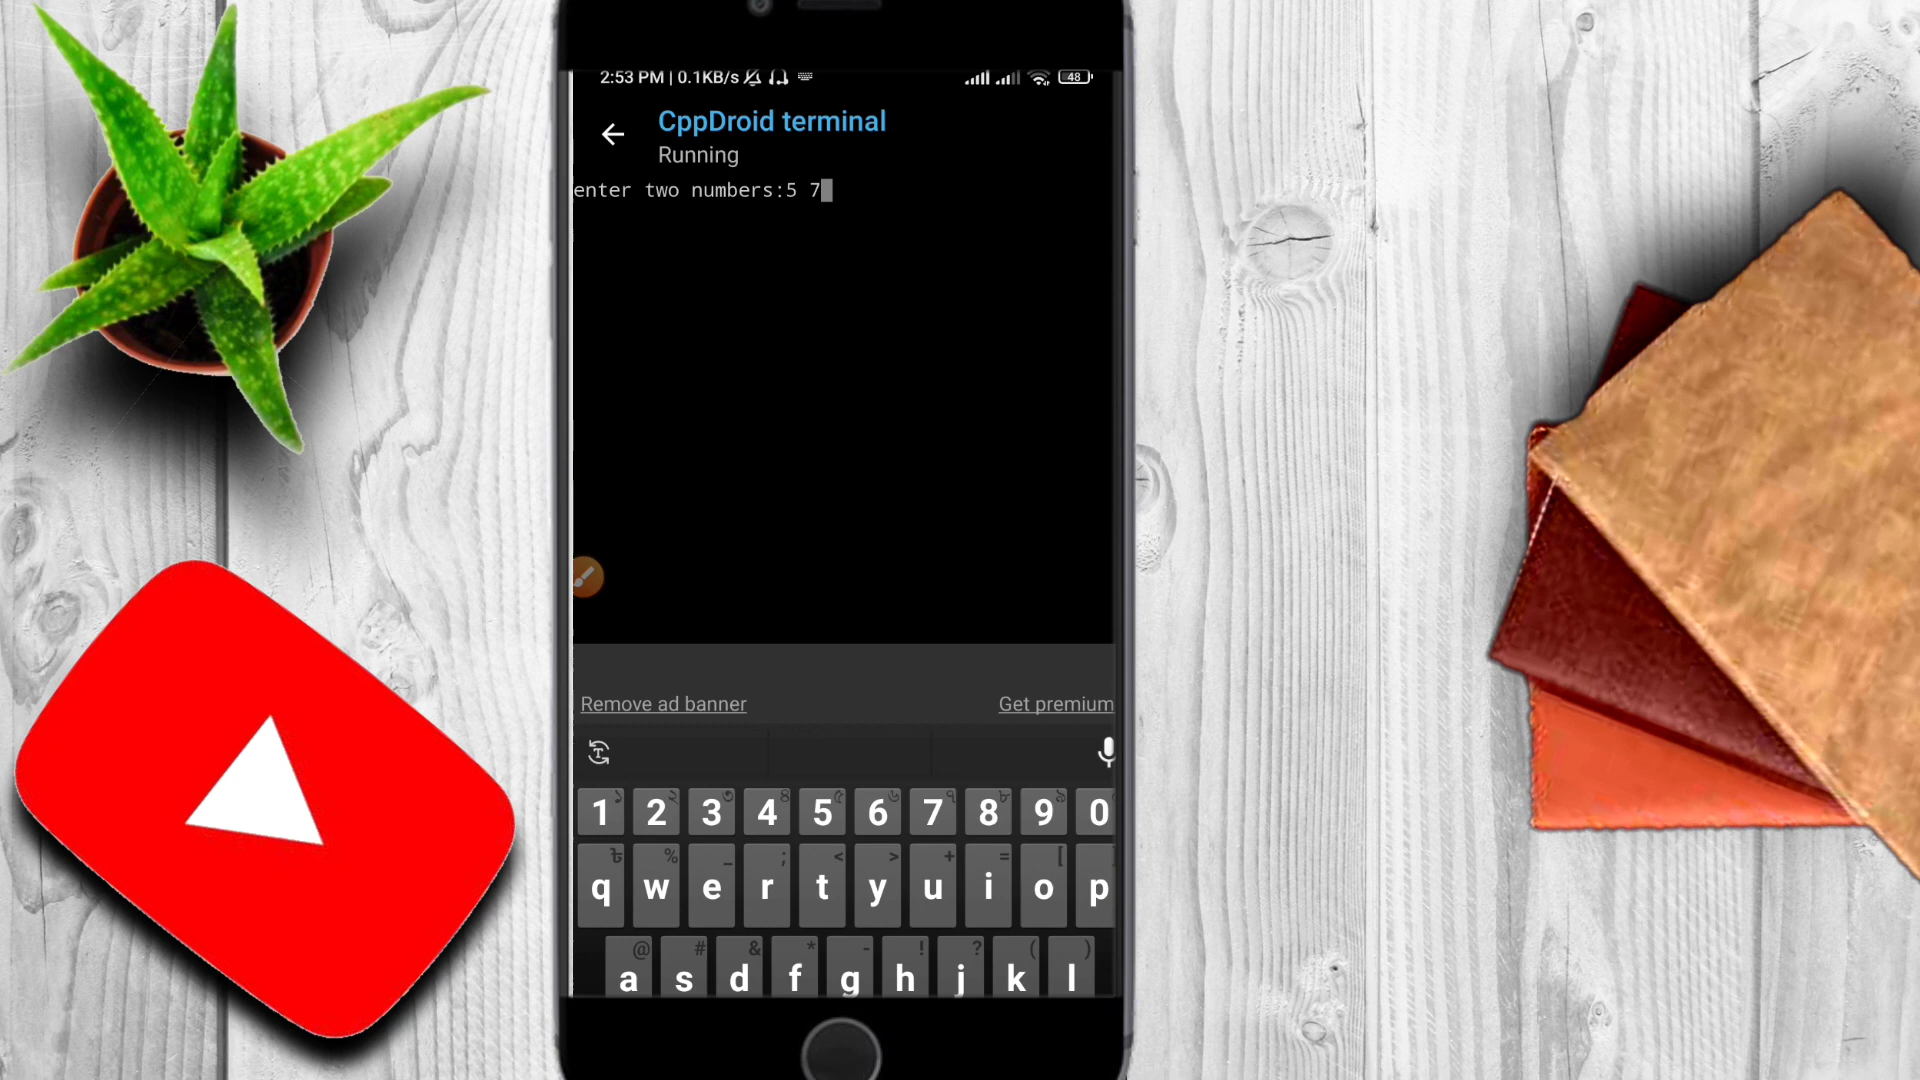 2:53 PM | 0.1KB/s 48
CppDroid terminal
Running
enter two numbers:5 7
Remove ad banner Get premium
1 2 3 4 5 6 7 8 9 0
% _ ; < > + = [
q w e r t y u i o p
@ # & * - ! ? ( )
a s d f g h j k l